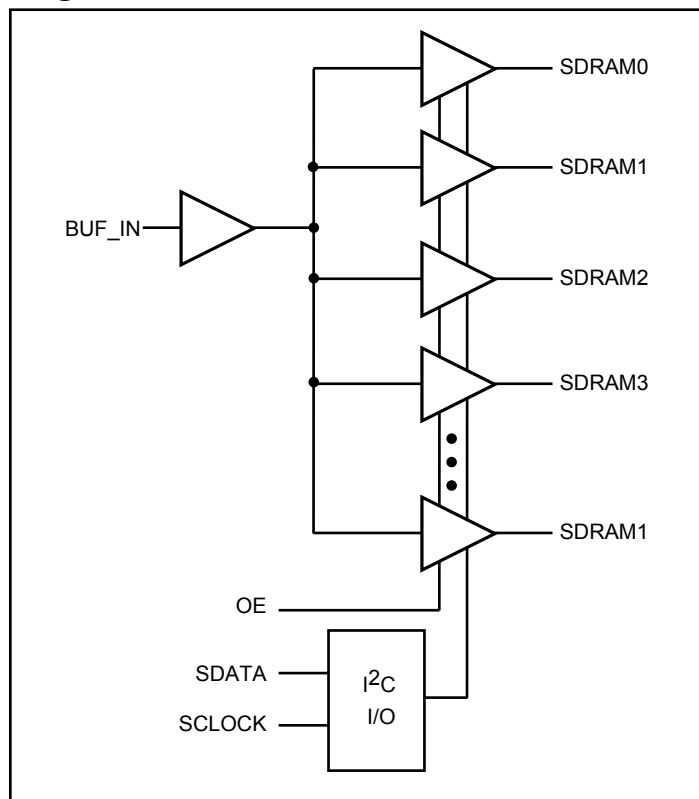 SDRAM0
SDRAM1
BUF_IN
SDRAM2
SDRAM3
SDRAM1
OE
SDATA
I2C
I/O
SCLOCK